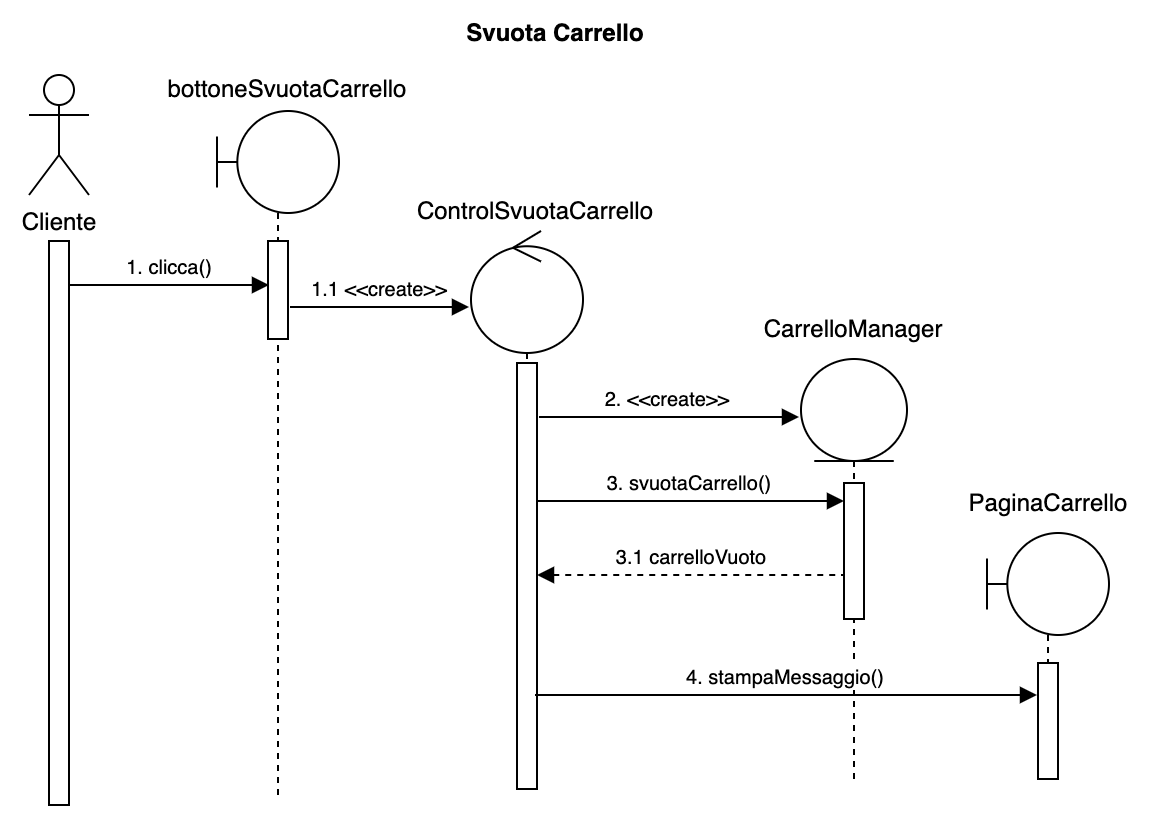 Svuota Carrello
bottoneSvuotaCarrello
Cliente
ControlSvuotaCarrello
1. clicca()
1.1 <<create>>
CarrelloManager
2. <<create>>
3. svuotaCarrello()
PaginaCarrello
3.1 carrelloVuoto
4. stampaMessaggio()